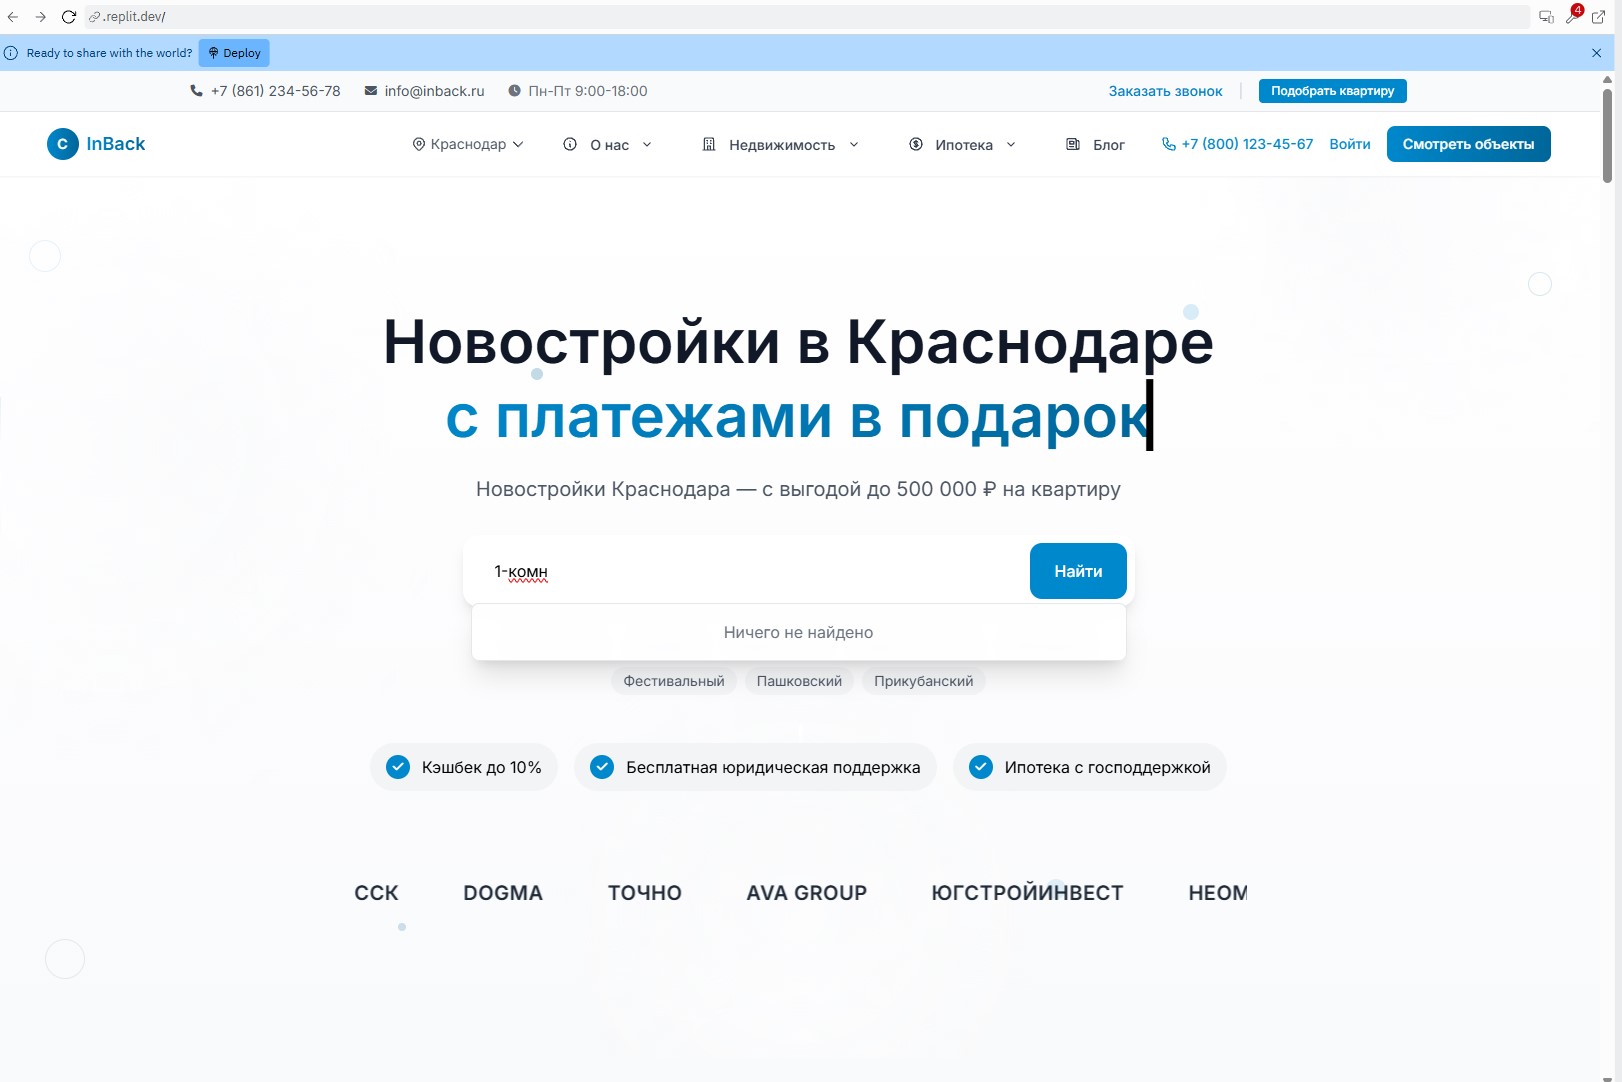 .replit.dev/
4
Ready to share with the world? Deploy
+7 (861) 234-56-78 info@inback.ru Пн-Пт 9:00-18:00 Заказать звонок Подобрать квартиру
C InBack Краснодар О нас Недвижимость Ипотека Блог +7 (800) 123-45-67 Войти Смотреть объекты
Новостройки в Краснодаре
с платежами в подарок
Новостройки Краснодара — с выгодой до 500 000 ₽ на квартиру
1-комн Найти
Ничего не найдено
Фестивальный Пашковский Прикубанский
Кэшбек до 10% Бесплатная юридическая поддержка Ипотека с господдержкой
ССК DOGMA ТОЧНО AVA GROUP ЮГСТРОЙИНВЕСТ НЕОМ